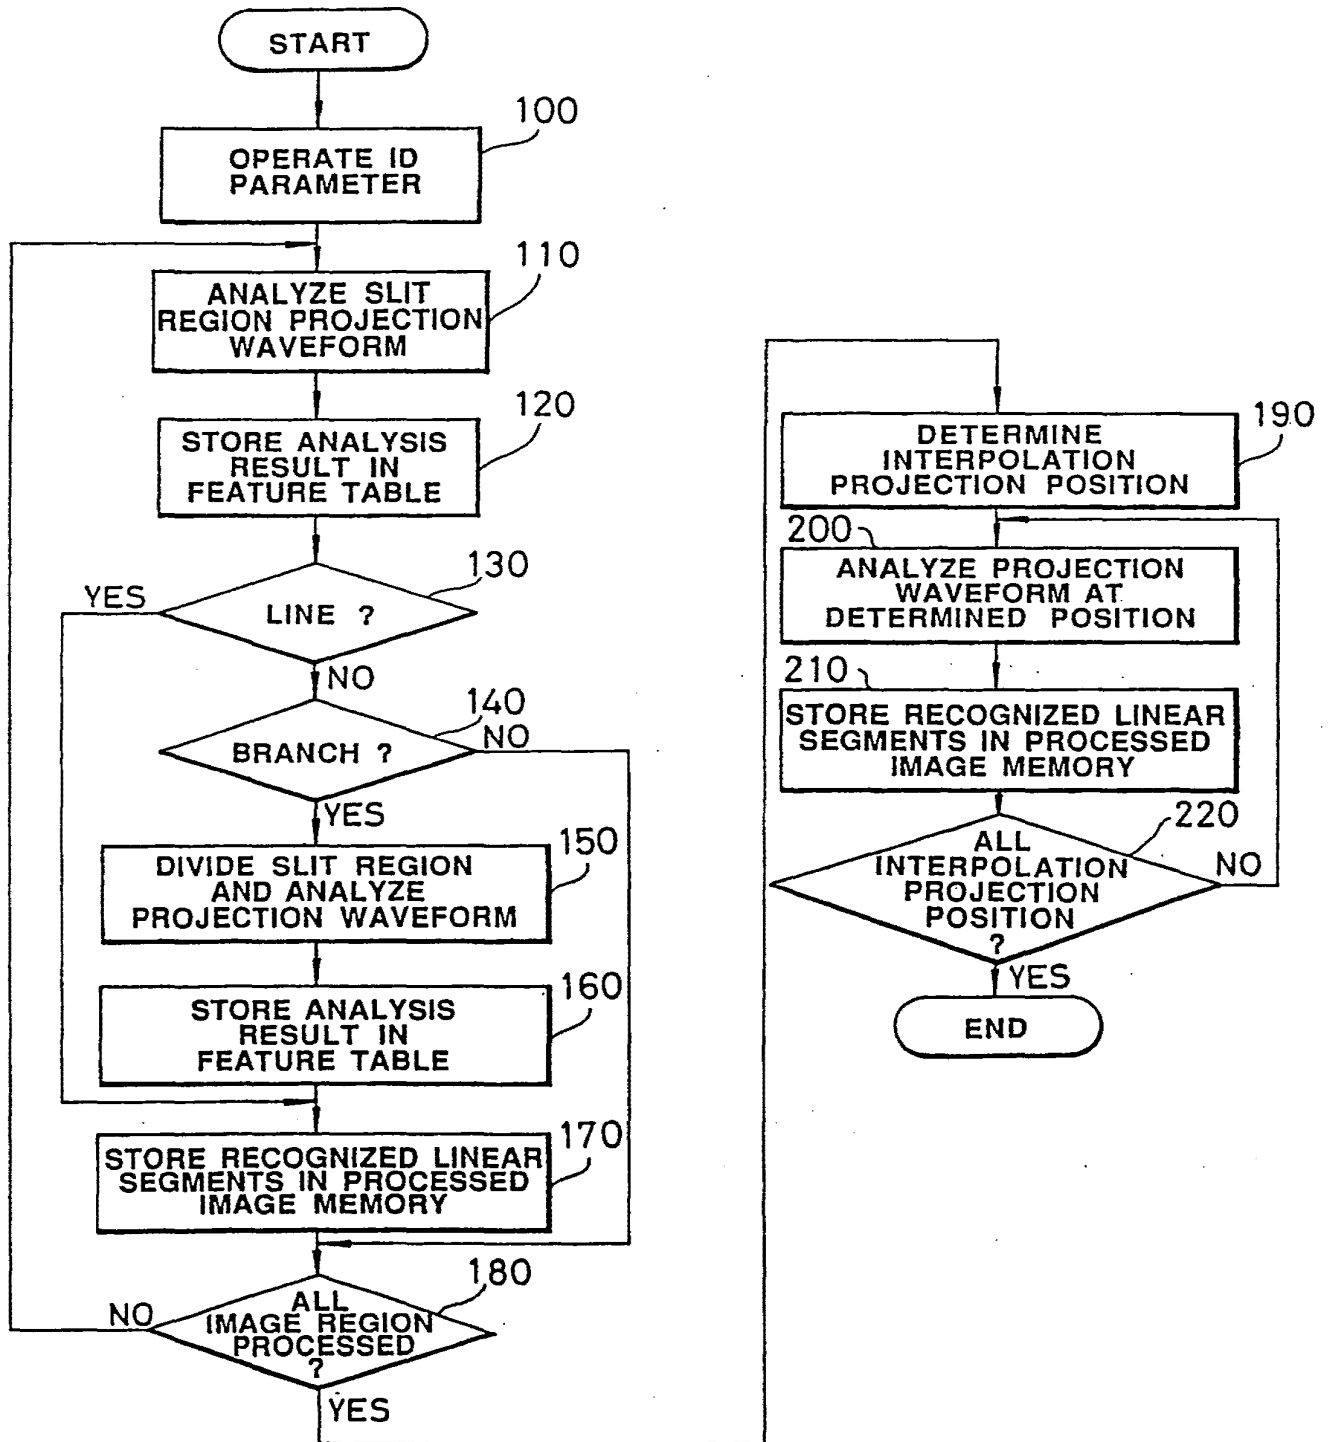 START
100
OPERATE ID
PARAMETER
110
ANALYZE SLIT
REGION PROJECTION
WAVEFORM
120
STORE ANALYSIS
RESULT IN
FEATURE TABLE
130
YES
LINE ?
NO
140
BRANCH ?
NO
YES
150
DIVIDE SLIT REGION
AND ANALYZE
PROJECTION WAVEFORM
160
STORE ANALYSIS
RESULT IN
FEATURE TABLE
170
STORE RECOGNIZED LINEAR
SEGMENTS IN PROCESSED
IMAGE MEMORY
180
NO
ALL
IMAGE REGION
PROCESSED
?
YES
190
DETERMINE
INTERPOLATION
PROJECTION POSITION
200
ANALYZE PROJECTION
WAVEFORM AT
DETERMINED POSITION
210
STORE RECOGNIZED LINEAR
SEGMENTS IN PROCESSED
IMAGE MEMORY
220
ALL
INTERPOLATION
PROJECTION
POSITION
?
NO
YES
END